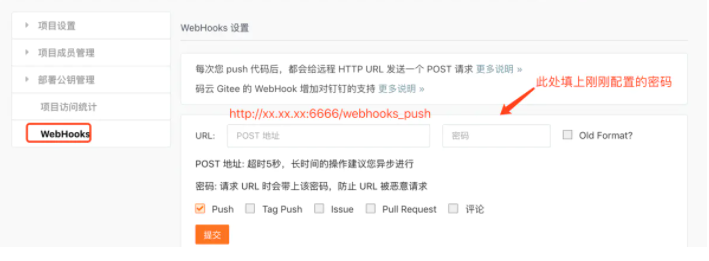 项目设置
项目成员管理
部署公钥管理
项目访问统计
WebHooks
WebHooks 设置
每次您 push 代码后，都会给远程 HTTP URL 发送一个 POST 请求 更多说明 »
码云 Gitee 的 WebHook 增加对钉钉的支持 更多说明 »
此处填上刚刚配置的密码
http://xx.xx.xx:6666/webhooks_push
URL: POST 地址 密码 Old Format?
POST 地址: 超时5秒，长时间的操作建议您异步进行
密码: 请求 URL 时会带上该密码，防止 URL 被恶意请求
Push Tag Push Issue Pull Request 评论
提交